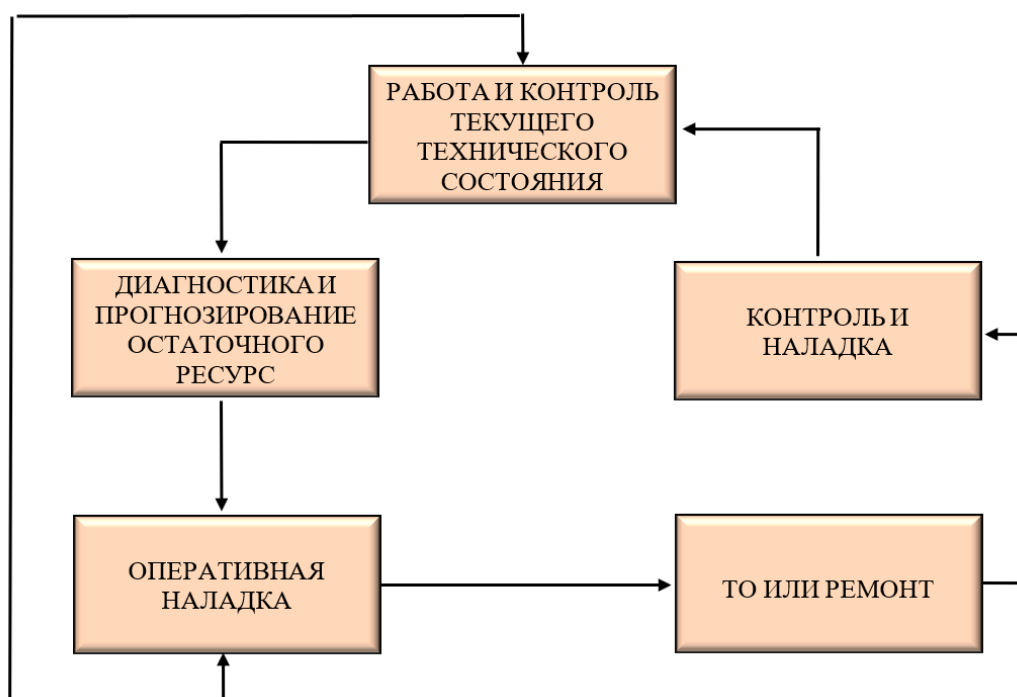 РАБОТА И КОНТРОЛЬ
ТЕКУЩЕГО
ТЕХНИЧЕСКОГО
СОСТОЯНИЯ
ДИАГНОСТИКА И
ПРОГНОЗИРОВАНИЕ
ОСТАТОЧНОГО
РЕСУРС
КОНТРОЛЬ И
НАЛАДКА
ОПЕРАТИВНАЯ
НАЛАДКА
ТО ИЛИ РЕМОНТ